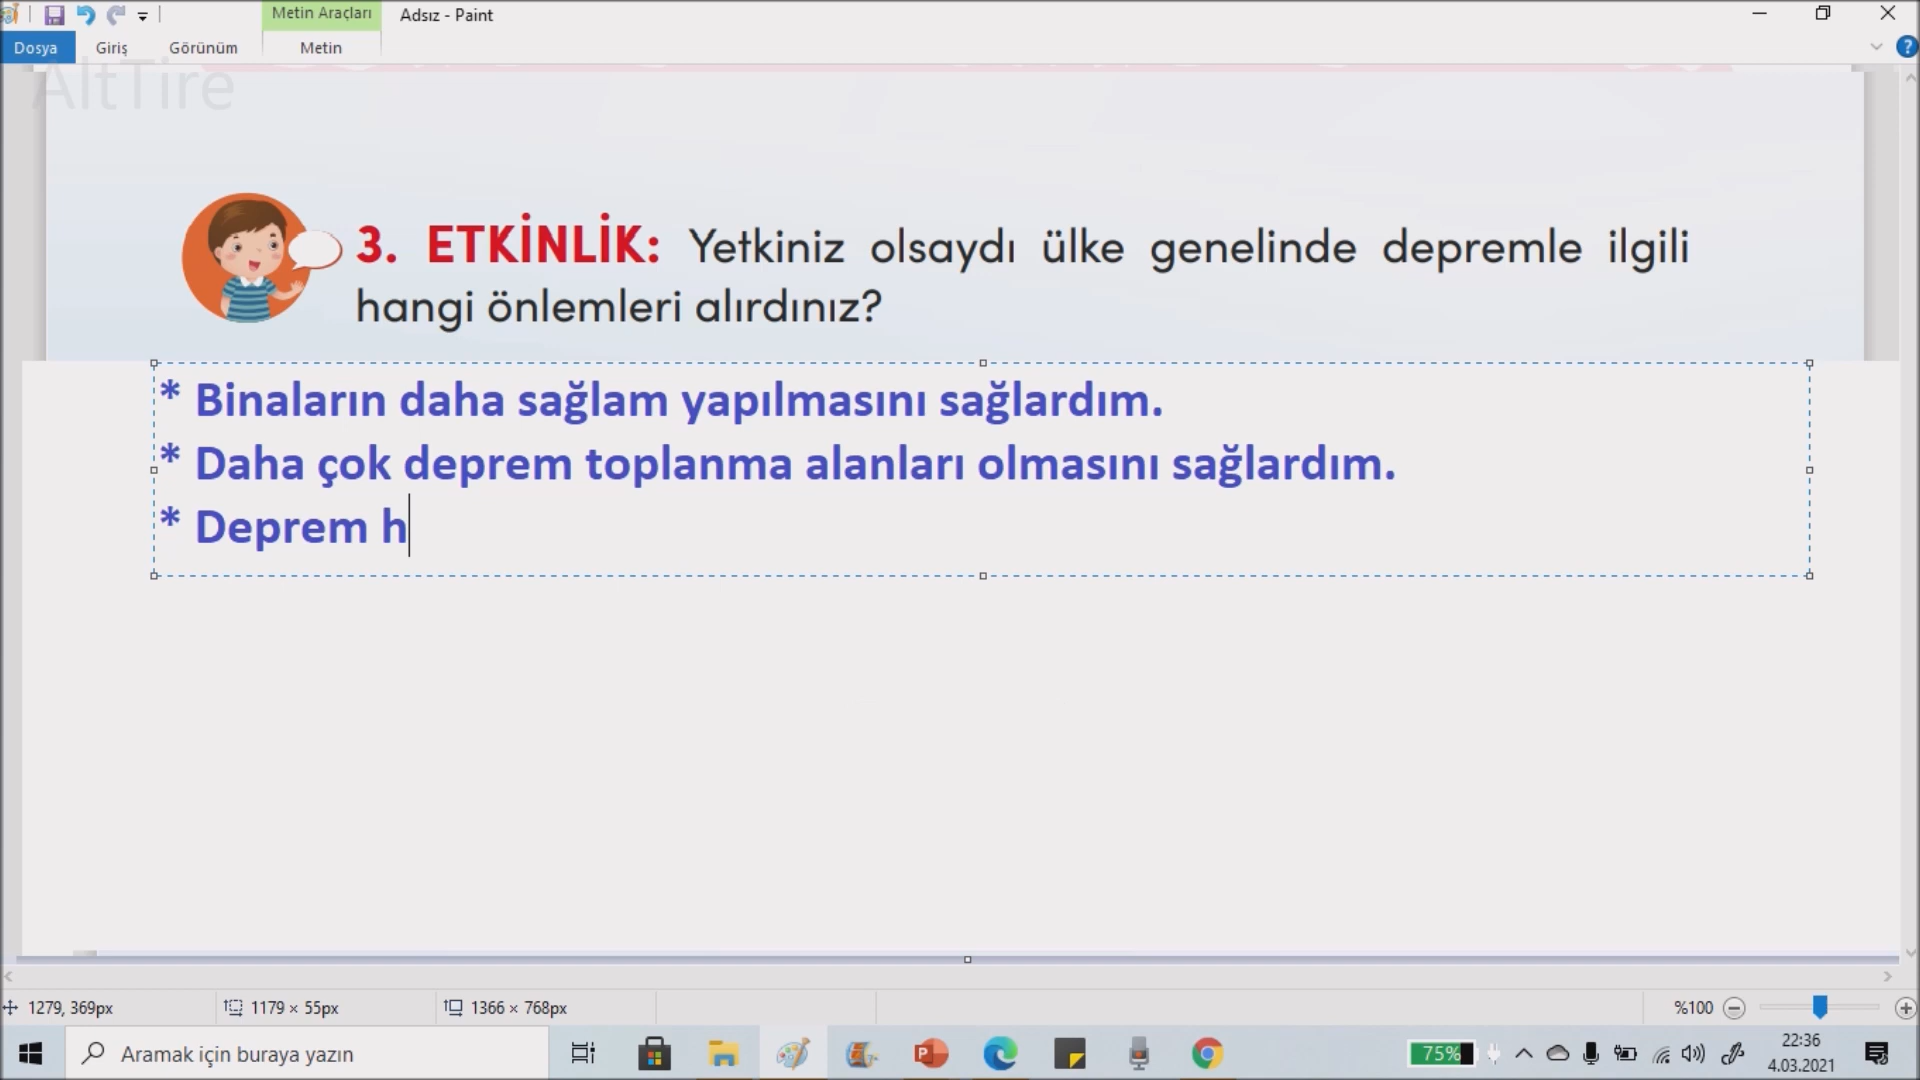 Metin Araçları
Adsız - Paint
Dosya
Giriş
Görünüm
Metin
AltTire
3. ETKİNLİK: Yetkiniz olsaydı ülke genelinde depremle ilgili
hangi önlemleri alırdınız?
* Binaların daha sağlam yapılmasını sağlardım.
* Daha çok deprem toplanma alanları olmasını sağlardım.
* Deprem h
1279, 369px
1179 × 55px
1366 × 768px
%100
Aramak için buraya yazın
75%
22:36
4.03.2021